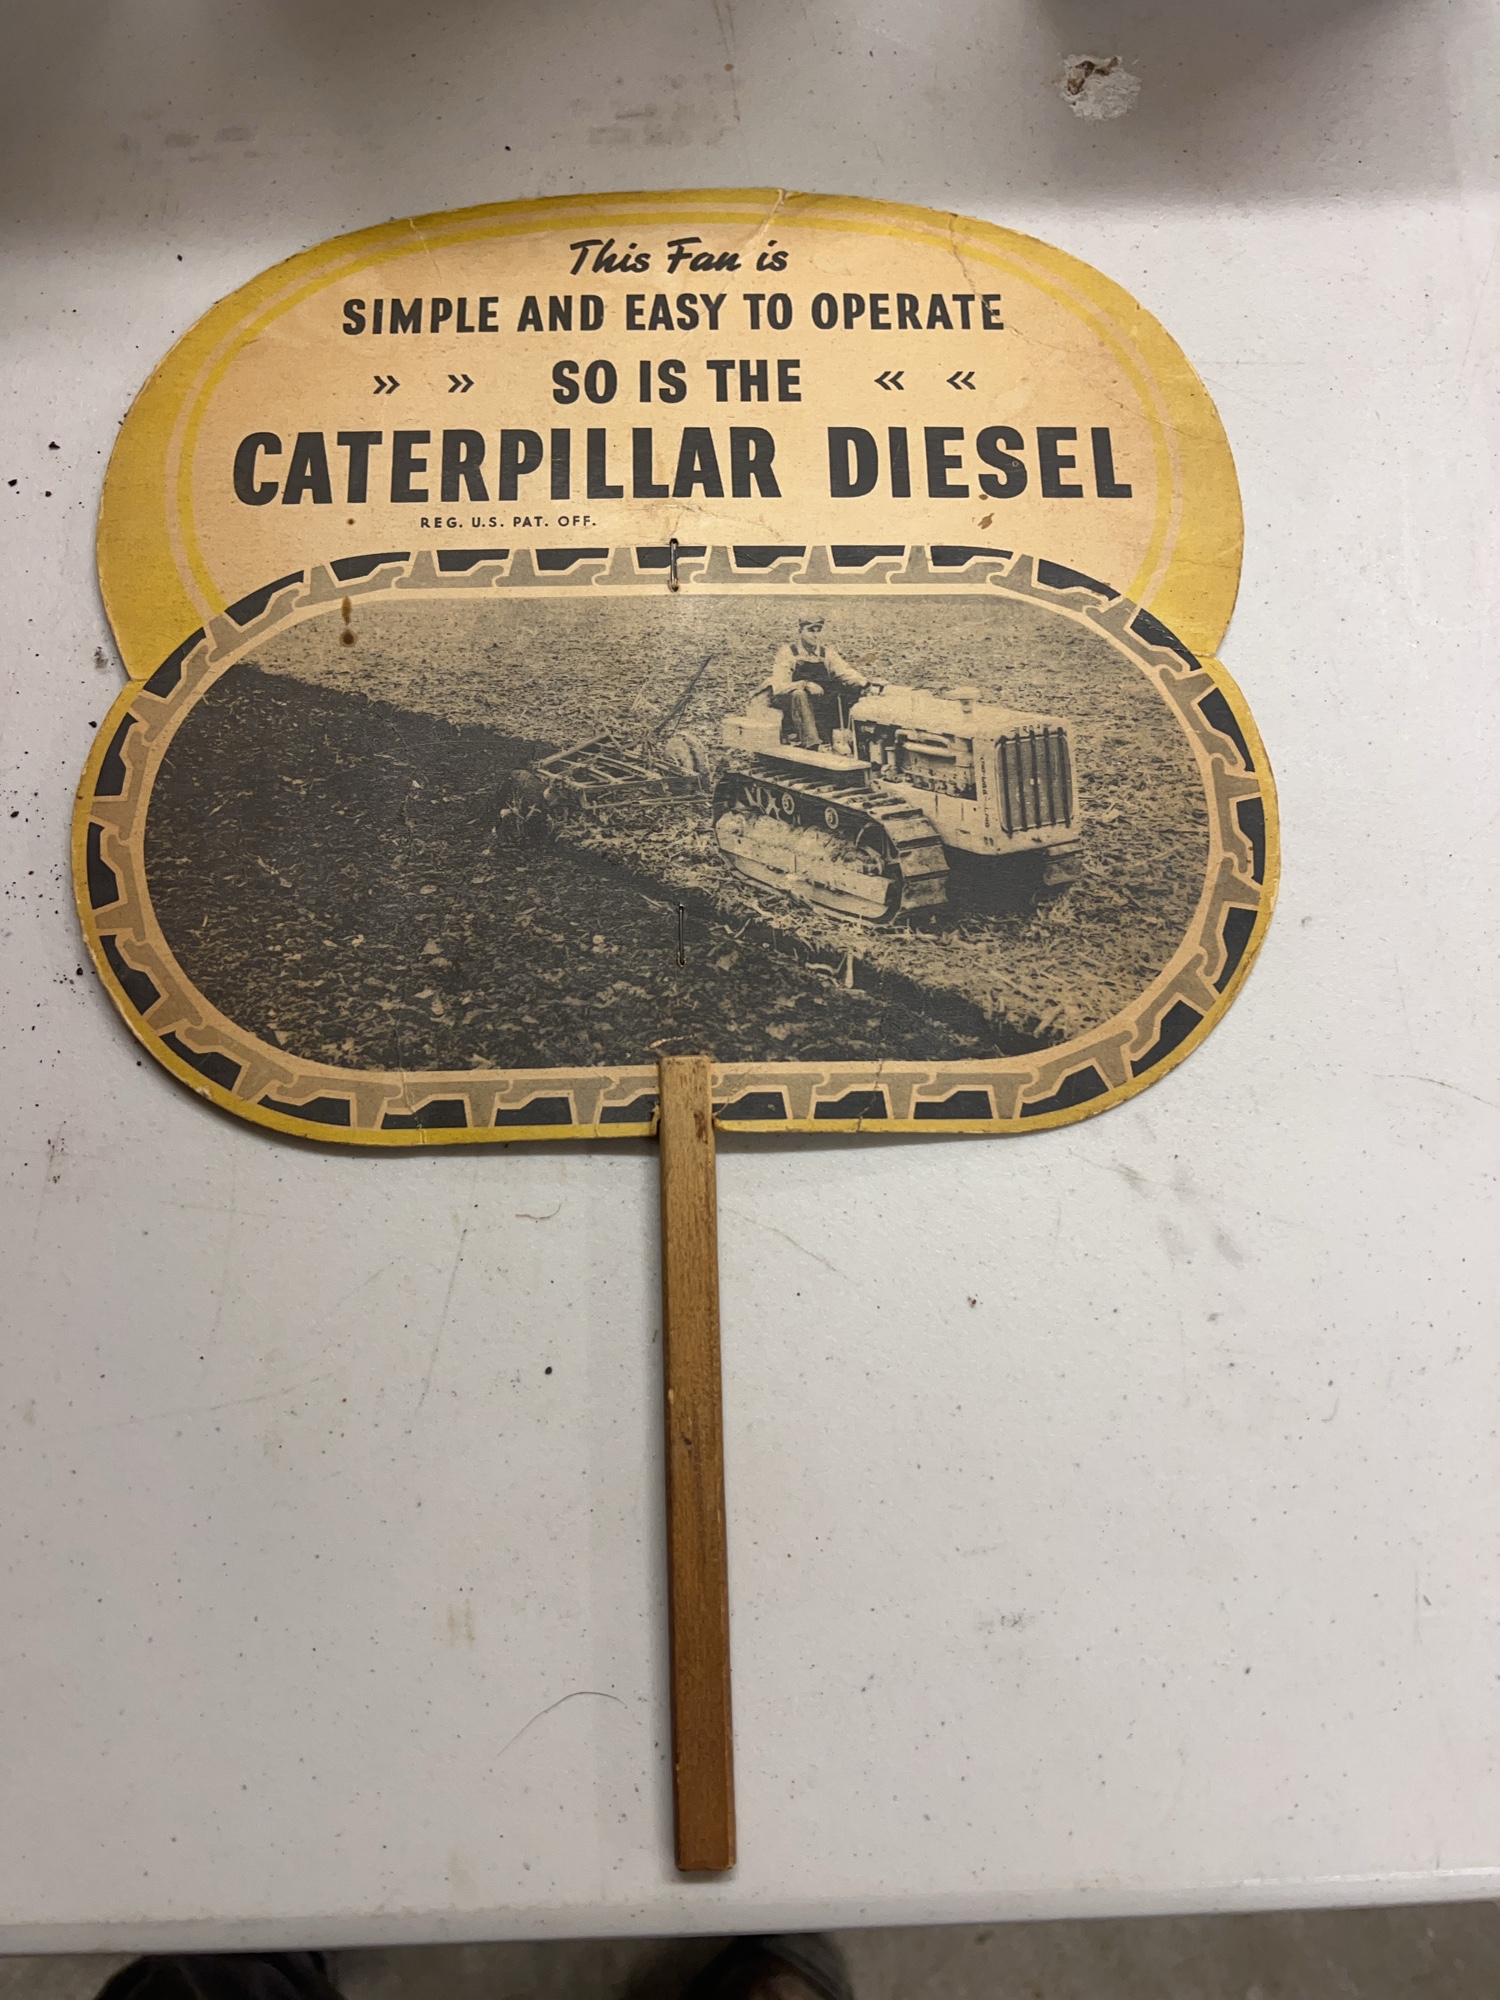 This Fan is
SIMPLE AND EASY TO OPERATE
» » SO IS THE « «
CATERPILLAR DIESEL
REG. U.S. PAT. OFF.